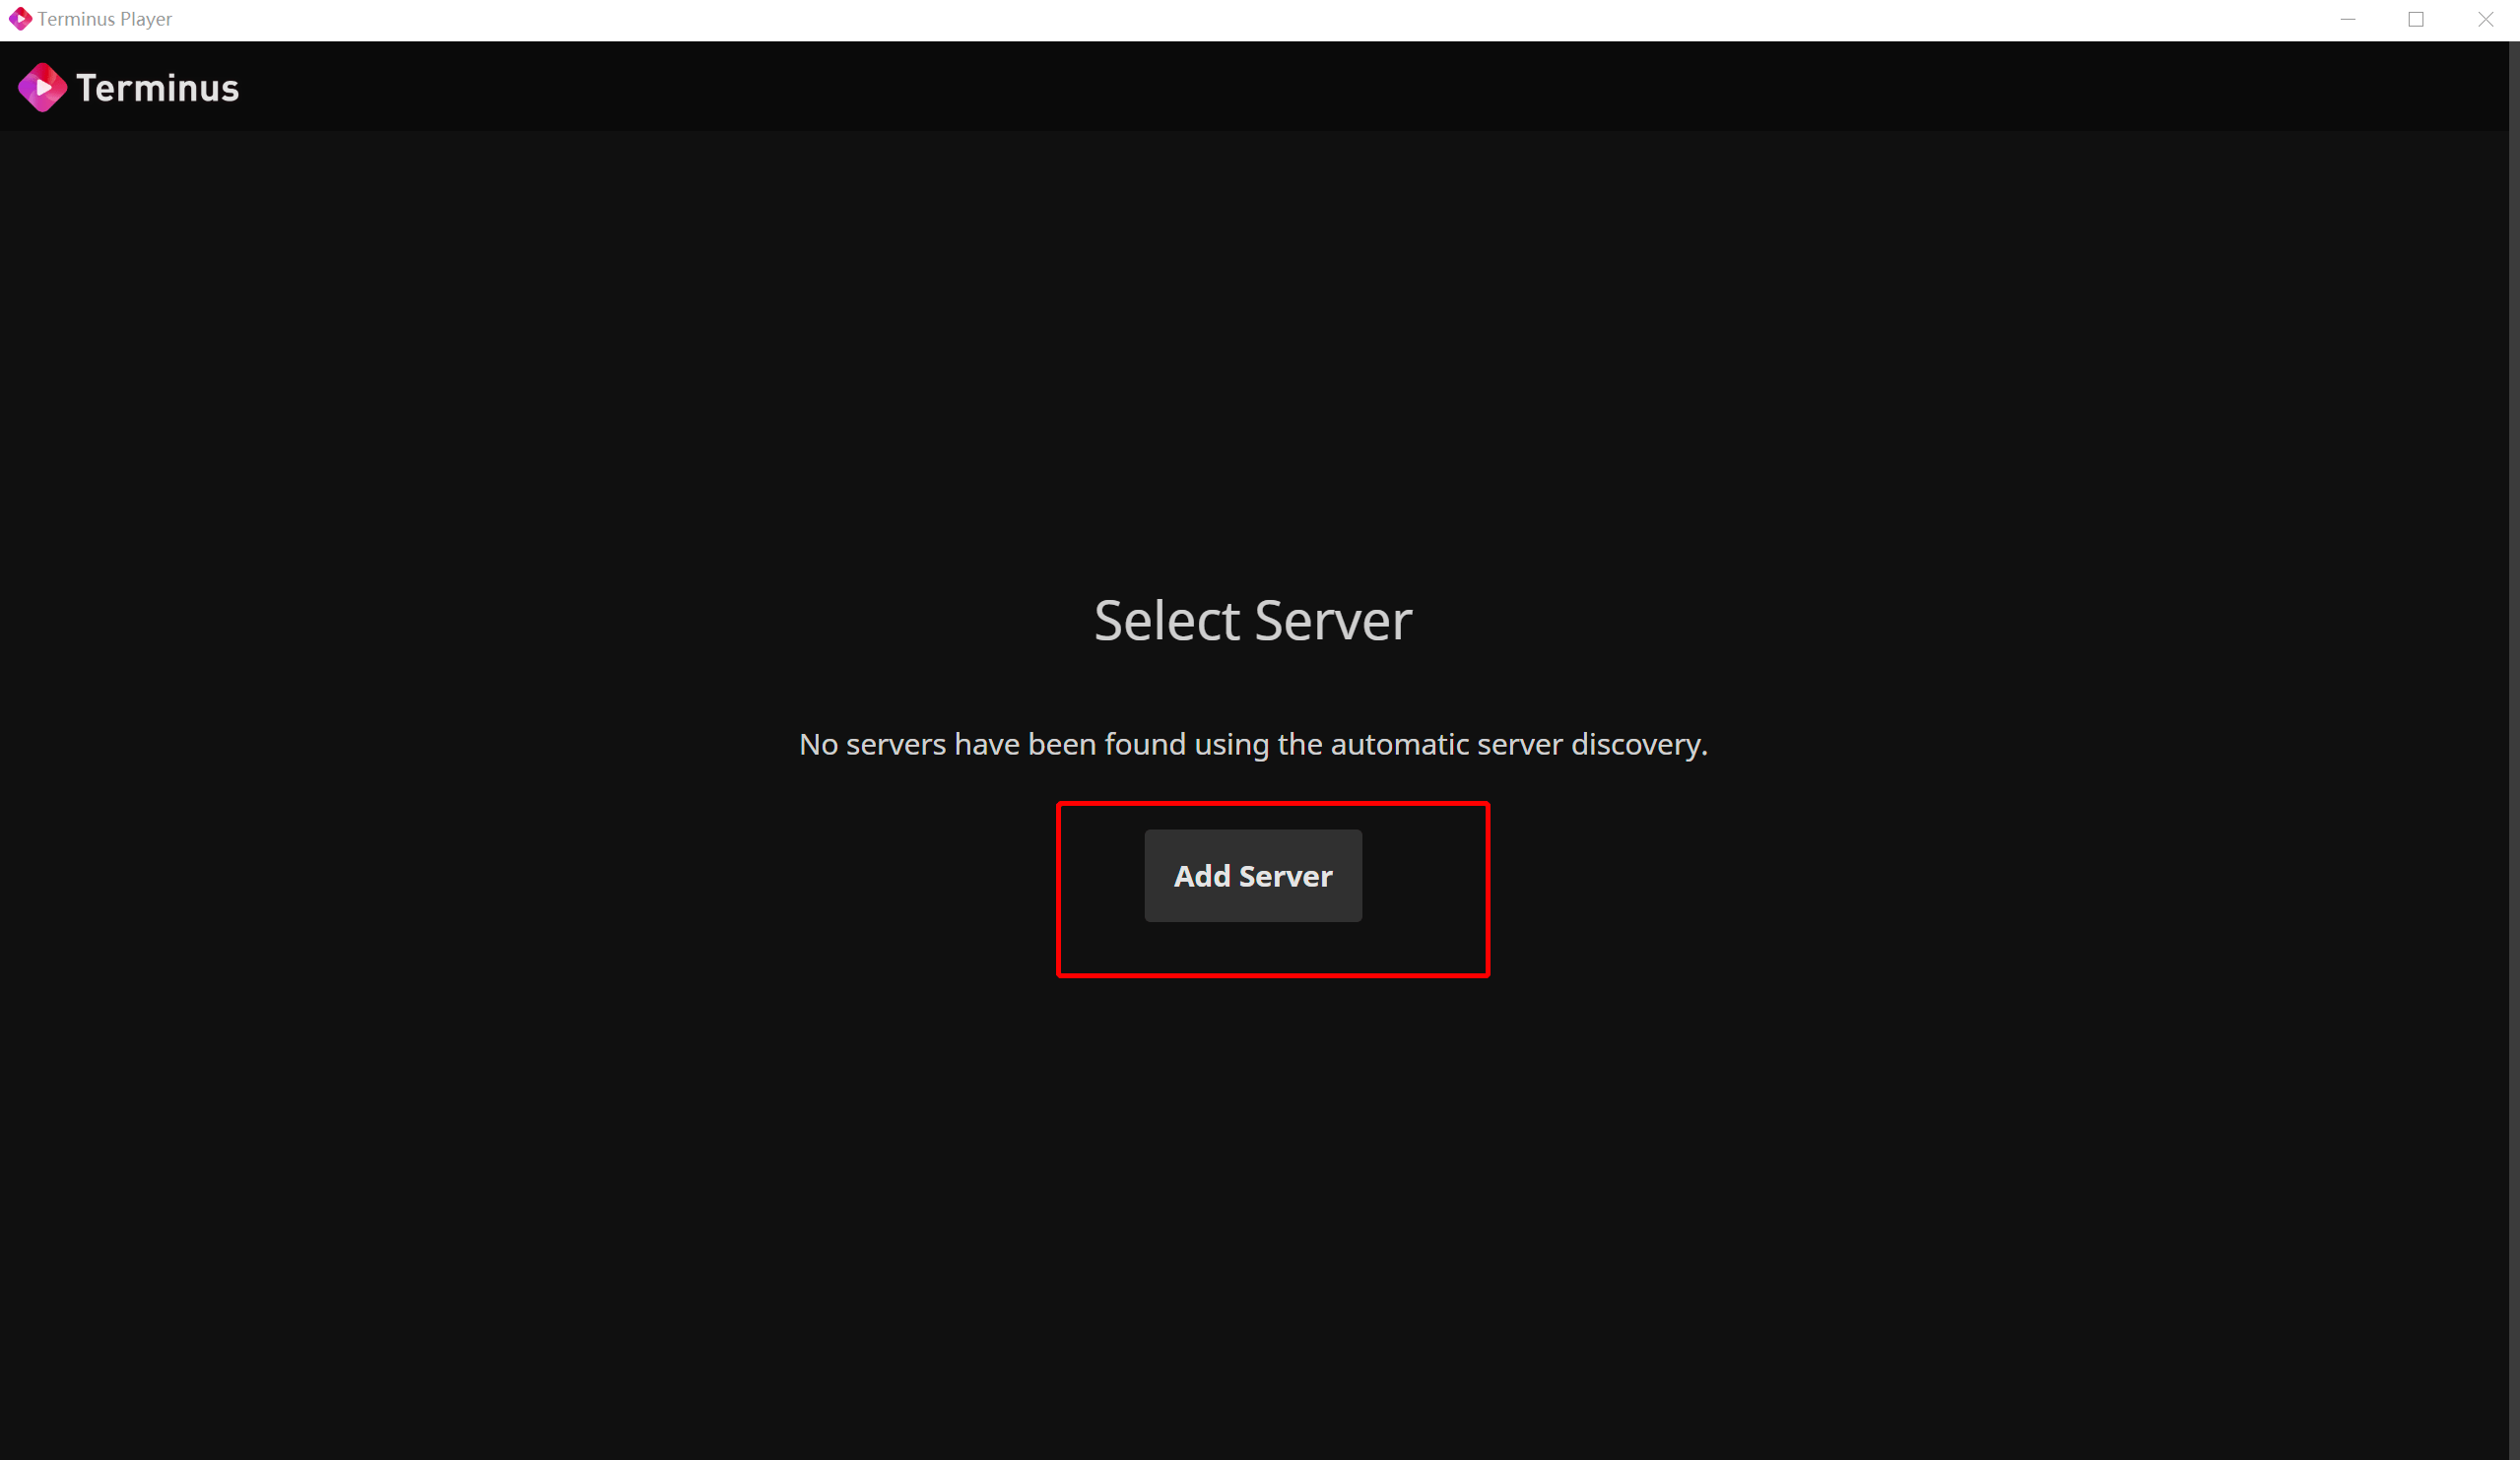 Terminus Player
Terminus
Select Server
No servers have been found using the automatic server discovery.
Add Server